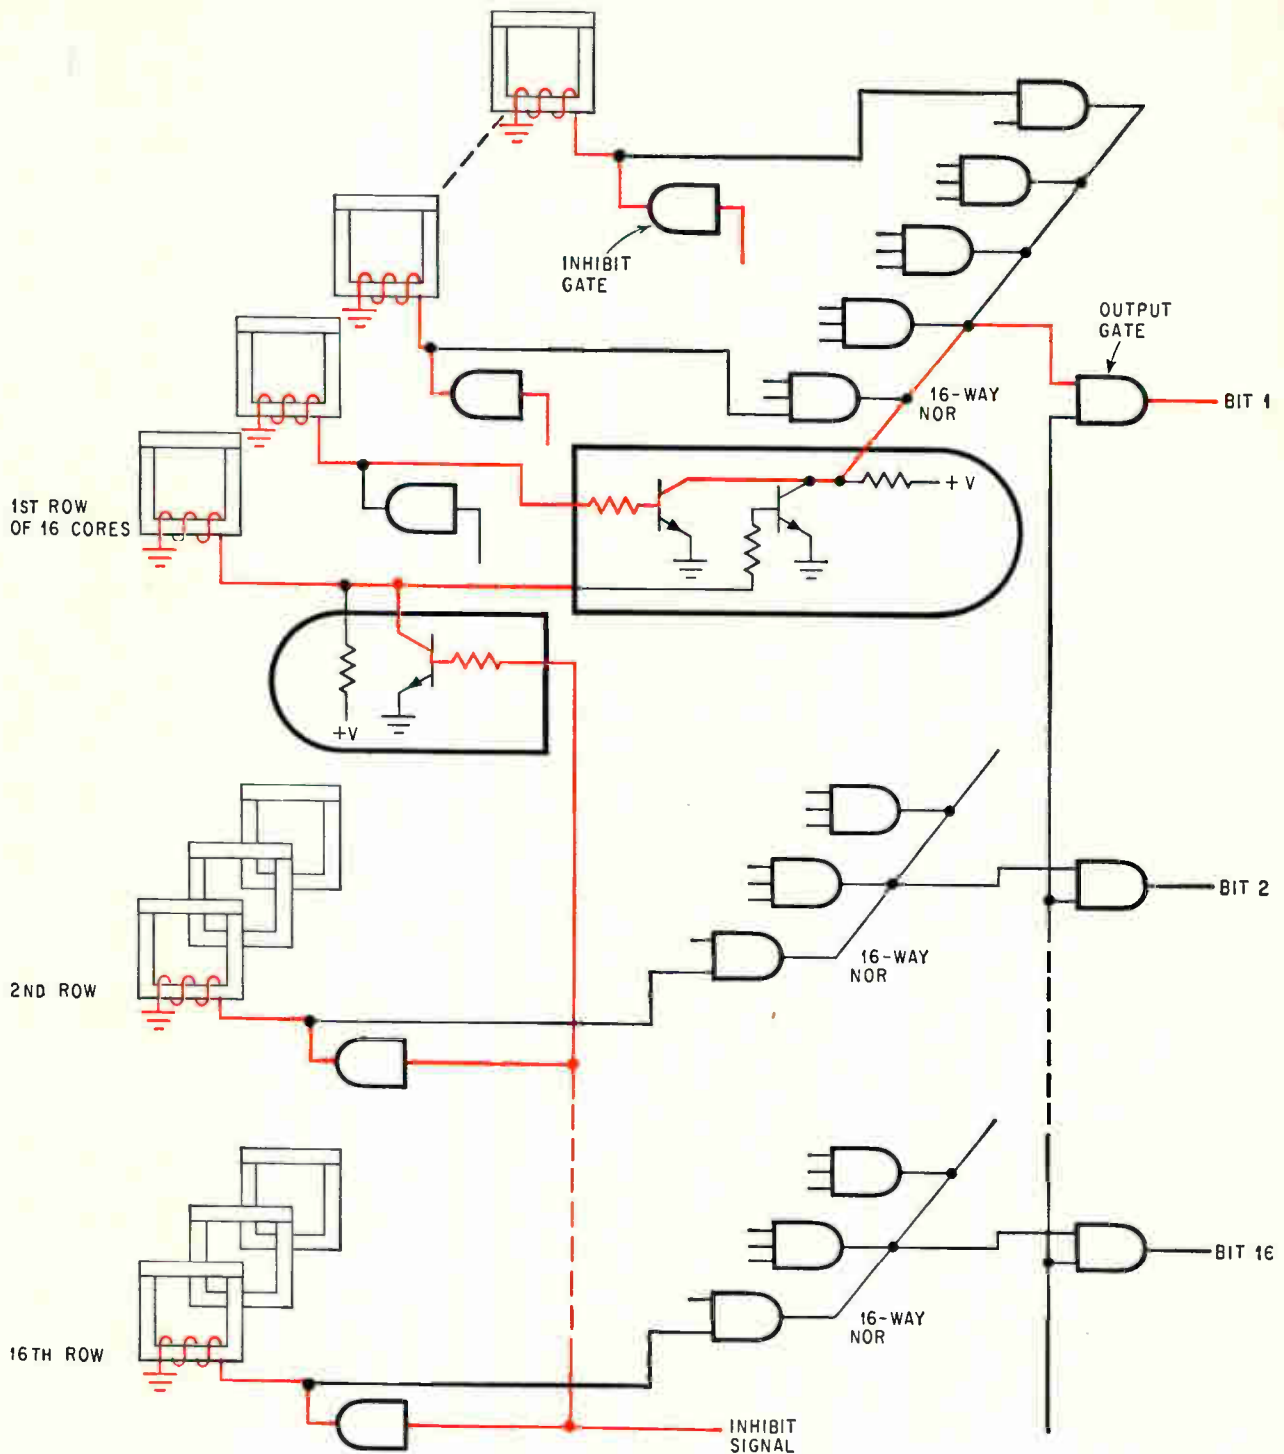 INHIBIT
GATE
OUTPUT
GATE
16-WAY
NOR
BIT 1
1ST ROW
OF 16 CORES
+V
+V
BIT 2
16-WAY
NOR
2ND ROW
BIT 16
16-WAY
NOR
16TH ROW
INHIBIT
SIGNAL